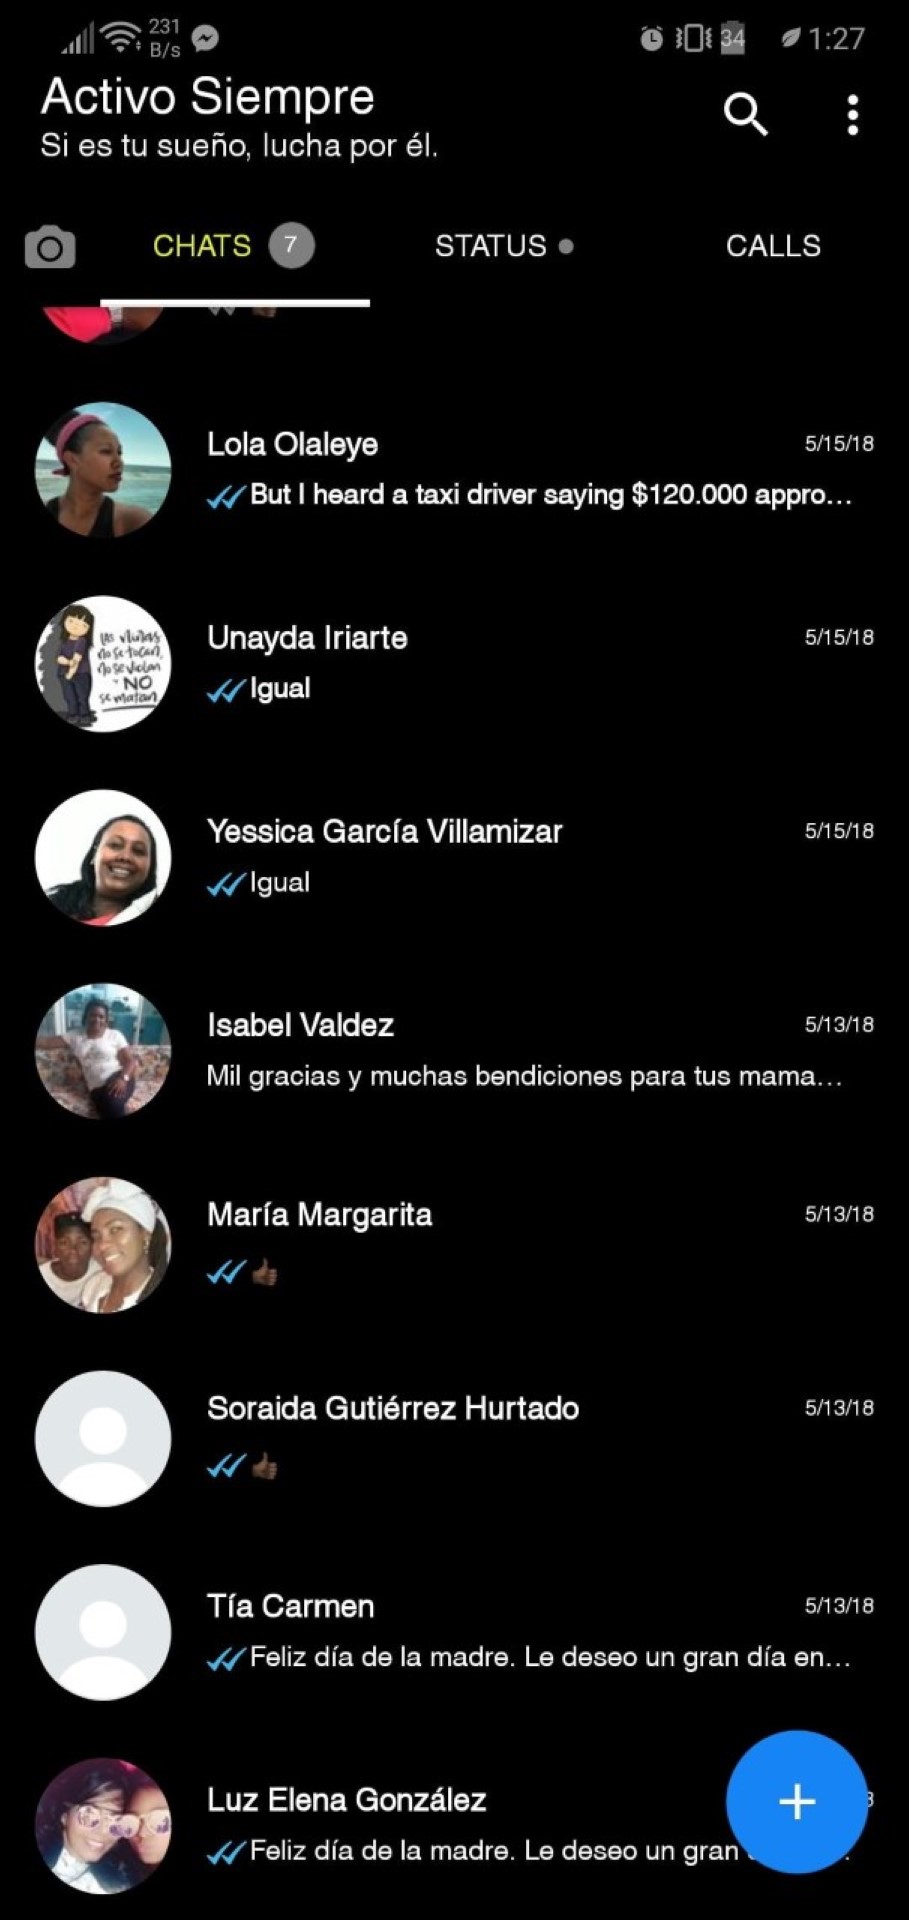 231
B/s
34
1:27
Activo Siempre
Si es tu sueño, lucha por él.
CHATS 7 STATUS CALLS
Lola Olaleye 5/15/18
But I heard a taxi driver saying $120.000 appro...
Unayda Iriarte 5/15/18
Las niñas
no se tocan,
no se violan
y NO
se matan
Igual
Yessica García Villamizar 5/15/18
Igual
Isabel Valdez 5/13/18
Mil gracias y muchas bendiciones para tus mama...
María Margarita 5/13/18
Soraida Gutiérrez Hurtado 5/13/18
Tía Carmen 5/13/18
Feliz día de la madre. Le deseo un gran día en...
Luz Elena González
Feliz día de la madre. Le deseo un gran